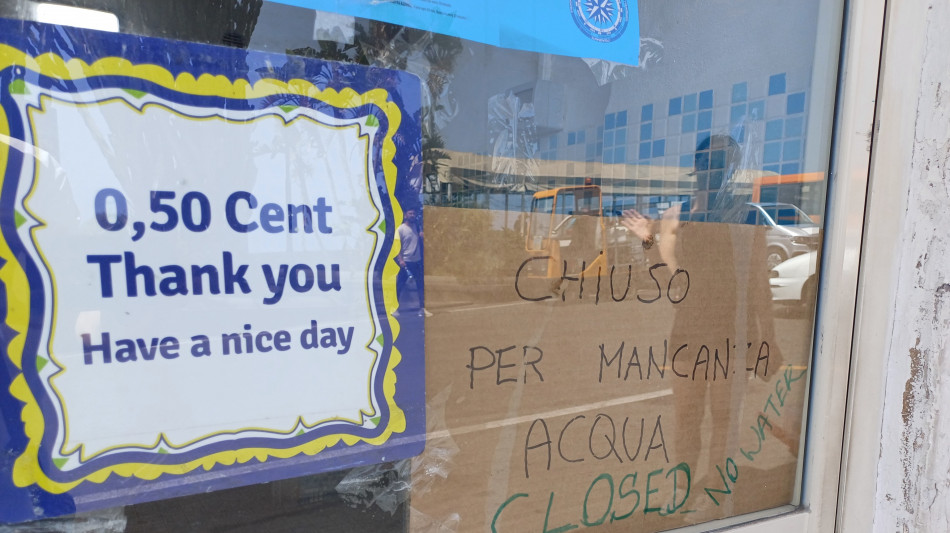 0,50 Cent
Thank you
Have a nice day
CHIUSO
PER MANCANZA
ACQUA
CLOSED NO WATER